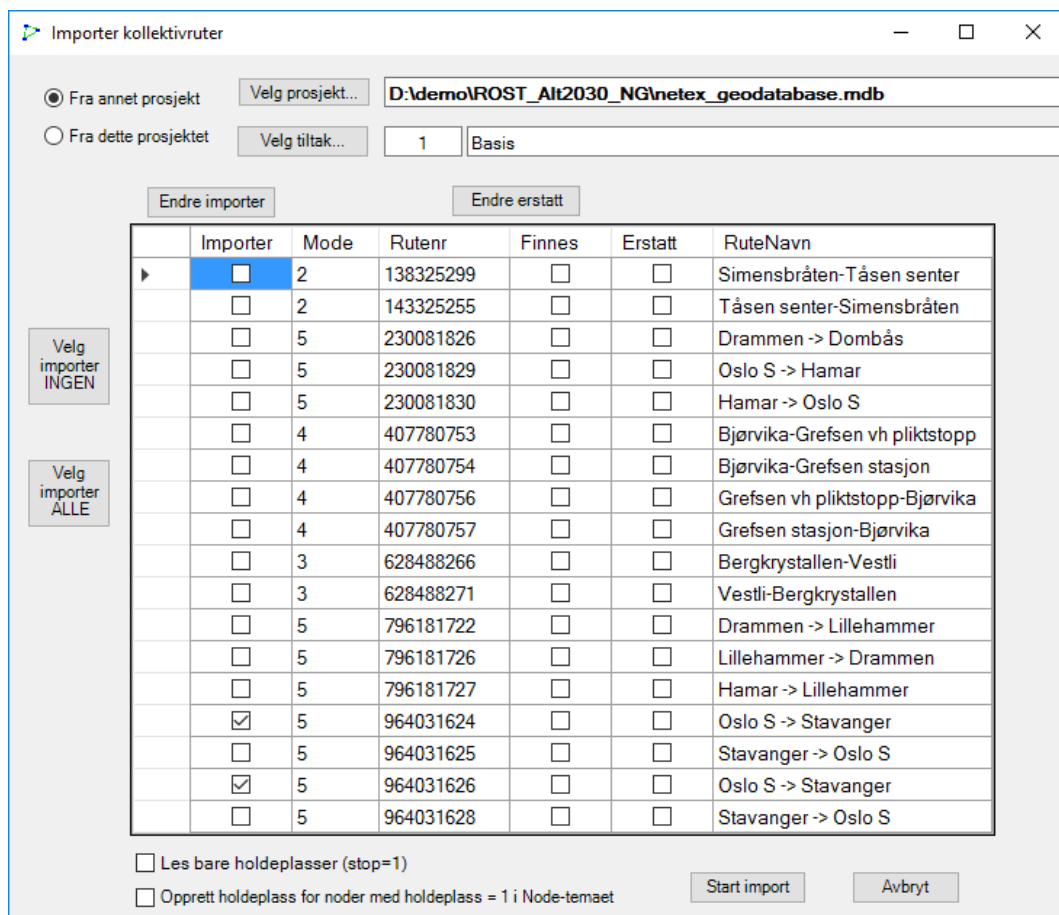 Importer kollektivruter
Fra annet prosjekt Velg prosjekt... D:\demo\ROST_Alt2030_NG\netex_geodatabase.mdb
Fra dette prosjektet Velg tiltak... 1 Basis
Endre importer Endre erstatt
Importer Mode Rutenr Finnes Erstatt RuteNavn
2 138325299 Simensbråten-Tåsen senter
2 143325255 Tåsen senter-Simensbråten
5 230081826 Drammen -> Dombås
5 230081829 Oslo S -> Hamar
5 230081830 Hamar -> Oslo S
4 407780753 Bjørvika-Grefsen vh pliktstopp
4 407780754 Bjørvika-Grefsen stasjon
4 407780756 Grefsen vh pliktstopp-Bjørvika
4 407780757 Grefsen stasjon-Bjørvika
3 628488266 Bergkrystallen-Vestli
3 628488271 Vestli-Bergkrystallen
5 796181722 Drammen -> Lillehammer
5 796181726 Lillehammer -> Drammen
5 796181727 Hamar -> Lillehammer
5 964031624 Oslo S -> Stavanger
5 964031625 Stavanger -> Oslo S
5 964031626 Oslo S -> Stavanger
5 964031628 Stavanger -> Oslo S
Velg
importer
INGEN
Velg
importer
ALLE
Les bare holdeplasser (stop=1)
Opprett holdeplass for noder med holdeplass = 1 i Node-temaet
Start import Avbryt